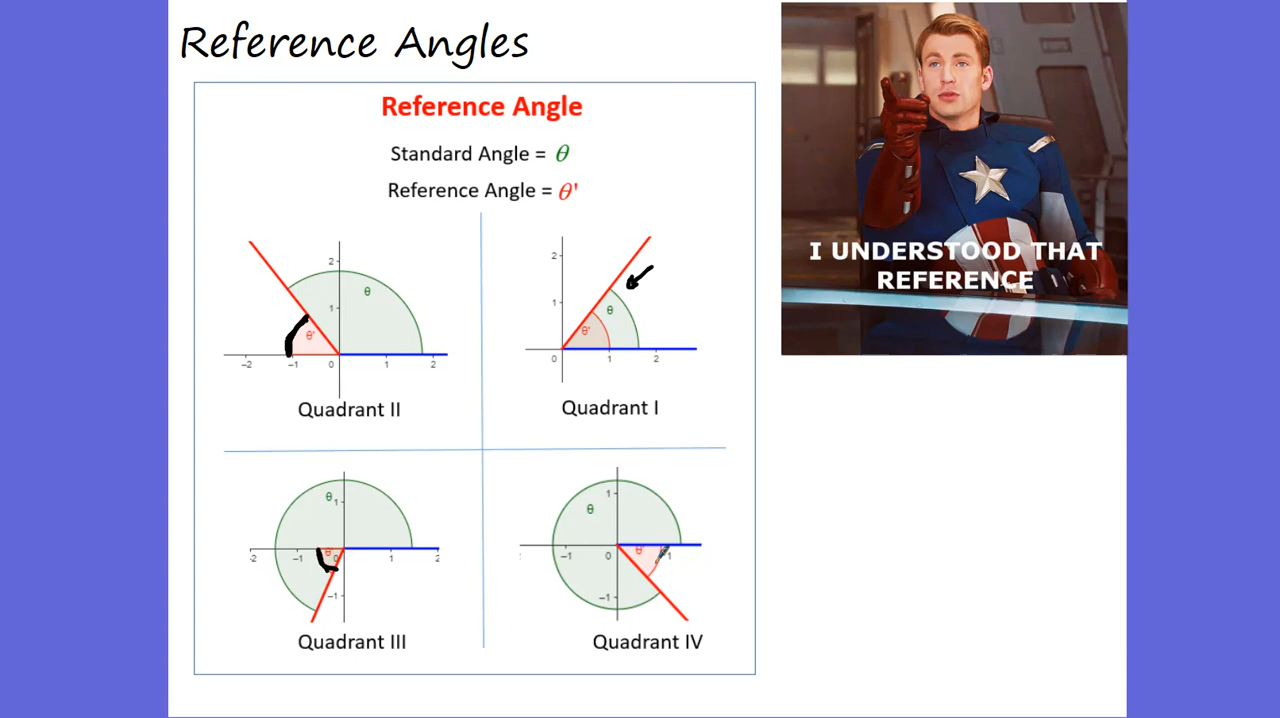 Reference Angles
Reference Angle
Standard Angle = θ
Reference Angle = θ'
2
θ
1
θ'
-2
-1
0
1
2
Quadrant II
2
1
θ
θ'
0
1
2
Quadrant I
θ
1
-2
-1
θ'
0
1
2
-1
Quadrant III
1
θ
-1
0
θ'
1
-1
Quadrant IV
I UNDERSTOOD THAT
REFERENCE